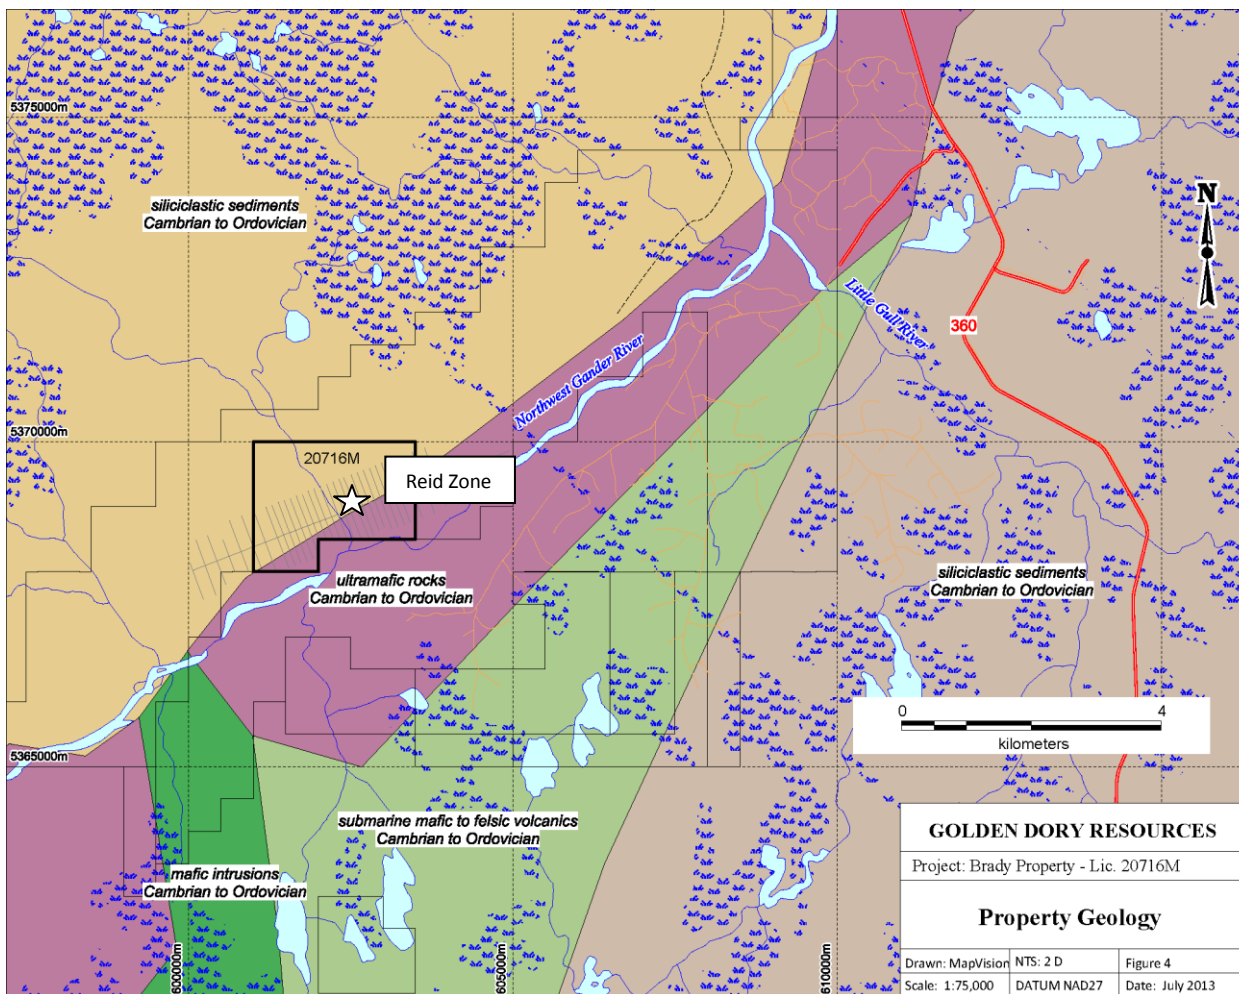 5375000m
siliciclastic sediments
Cambrian to Ordovician
N
Little Gull River
360
Northwest Gander River
5370000m
20716M
Reid Zone
ultramafic rocks
Cambrian to Ordovician
siliciclastic sediments
Cambrian to Ordovician
0 4
kilometers
5365000m
submarine mafic to felsic volcanics
Cambrian to Ordovician
mafic intrusions
Cambrian to Ordovician
600000m
605000m
610000m
GOLDEN DORY RESOURCES
Project: Brady Property - Lic. 20716M
Property Geology
Drawn: MapVision NTS: 2 D Figure 4
Scale: 1:75,000 DATUM NAD27 Date: July 2013